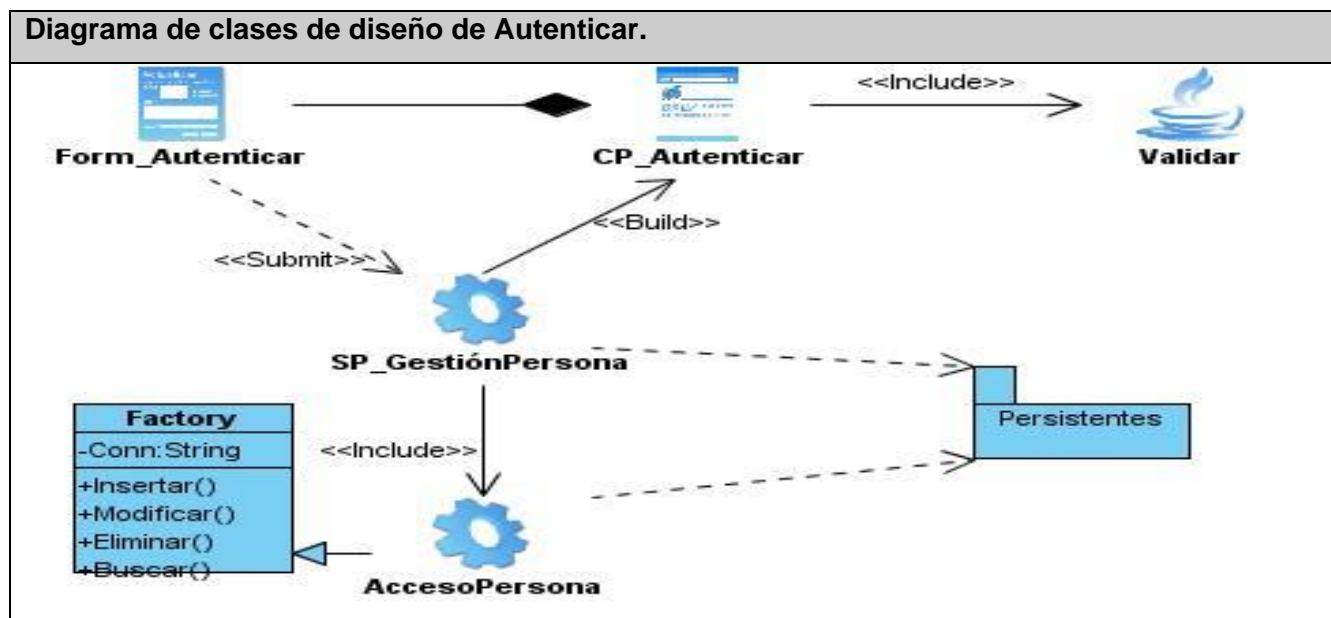 Diagrama de clases de diseño de Autenticar.
<<Include>>
Form_Autenticar
CP_Autenticar
Validar
<<Build>>
<<Submit>>
SP_GestiónPersona
Factory
-Conn:String
+Insertar()
+Modificar()
+Eliminar()
+Buscar()
<<Include>>
Persistentes
AccesoPersona